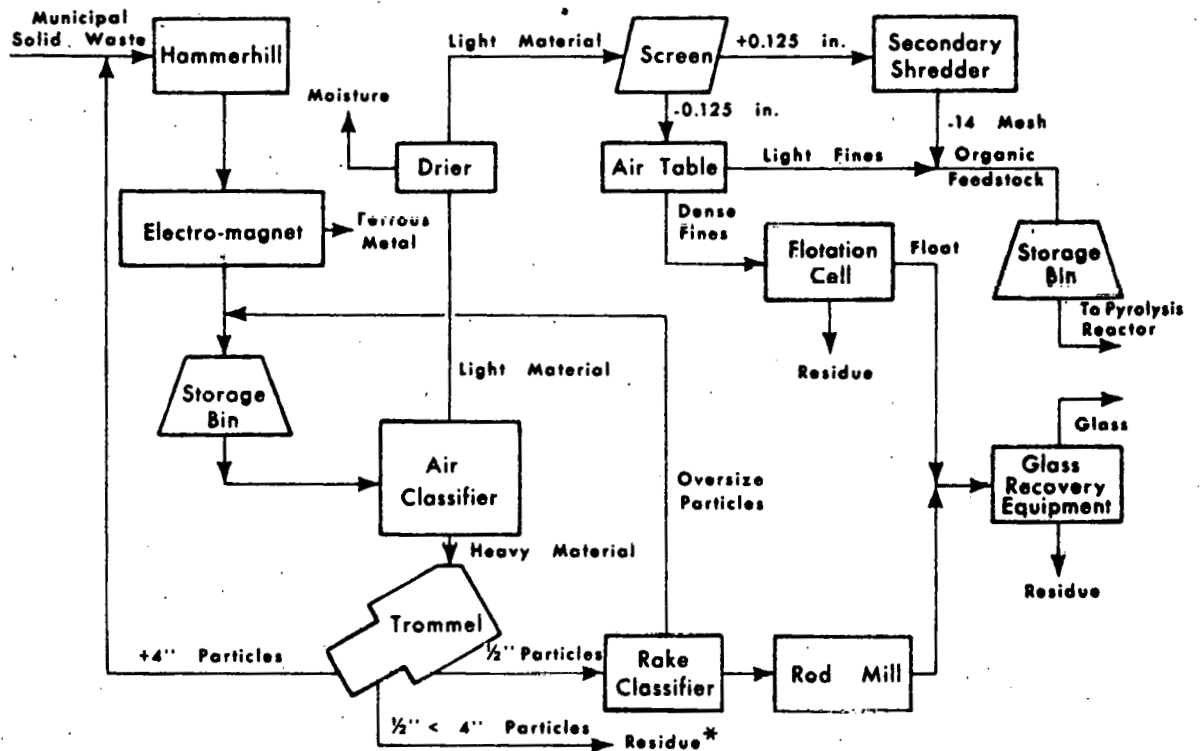 Municipal
Solid Waste
Hammerhill
Light Material
Screen
+0.125 in.
Secondary
Shredder
Moisture
-0.125 in.
-14 Mesh
Drier
Air Table
Light Fines
Organic
Feedstock
Electro-magnet
Ferrous
Metal
Dense
Fines
Flotation
Cell
Float
Storage
Bin
To Pyrolysis
Reactor
Residue
Storage
Bin
Light Material
Glass
Air
Classifier
Oversize
Particles
Glass
Recovery
Equipment
Heavy Material
Residue
Trommel
+4" Particles
½" Particles
Rake
Classifier
Rod Mill
½" < 4" Particles
Residue*